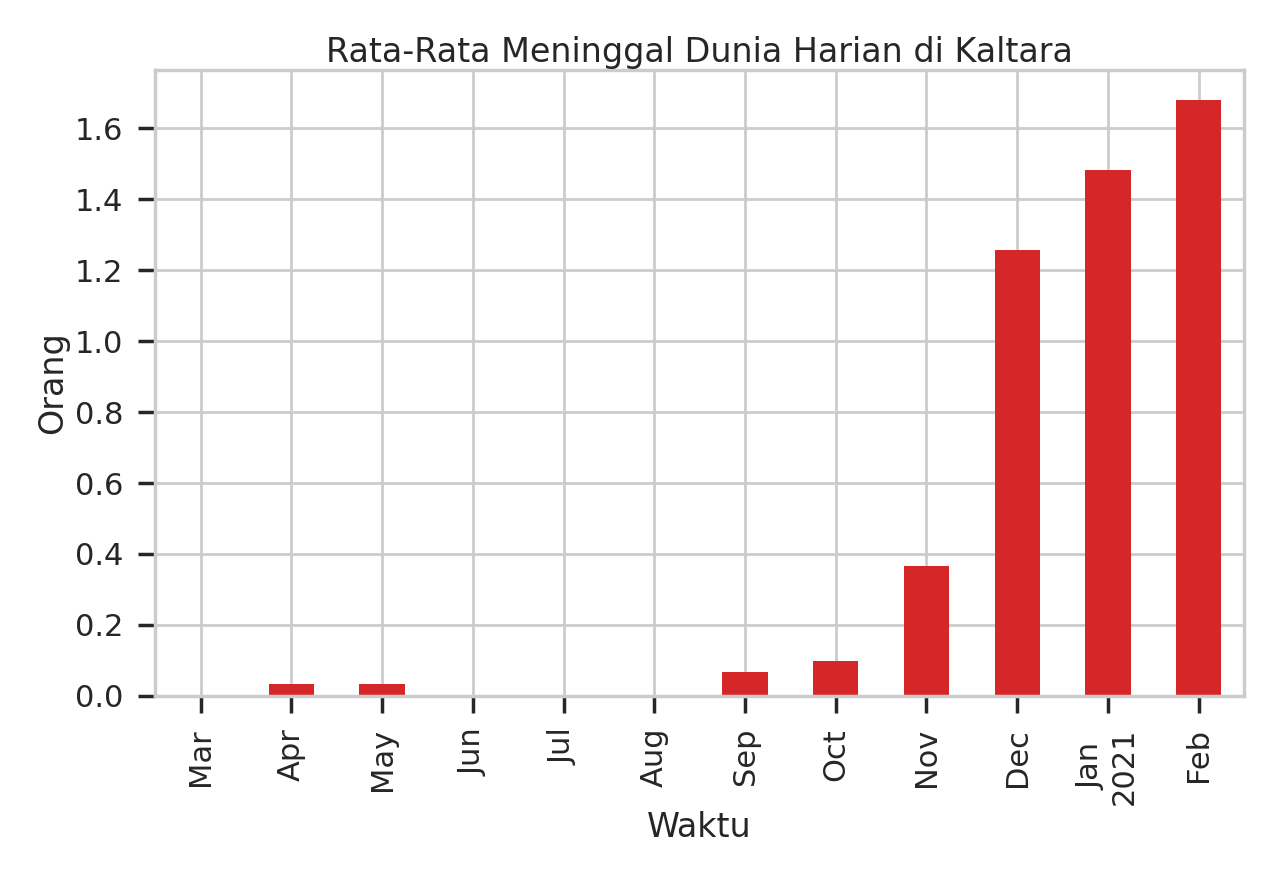 Rata-Rata Meninggal Dunia Harian di Kaltara
Orang
1.6
1.4
1.2
1.0
0.8
0.6
0.4
0.2
0.0
Mar
Apr
May
Jun
Jul
Aug
Sep
Oct
Nov
Dec
Jan
2021
Feb
Waktu